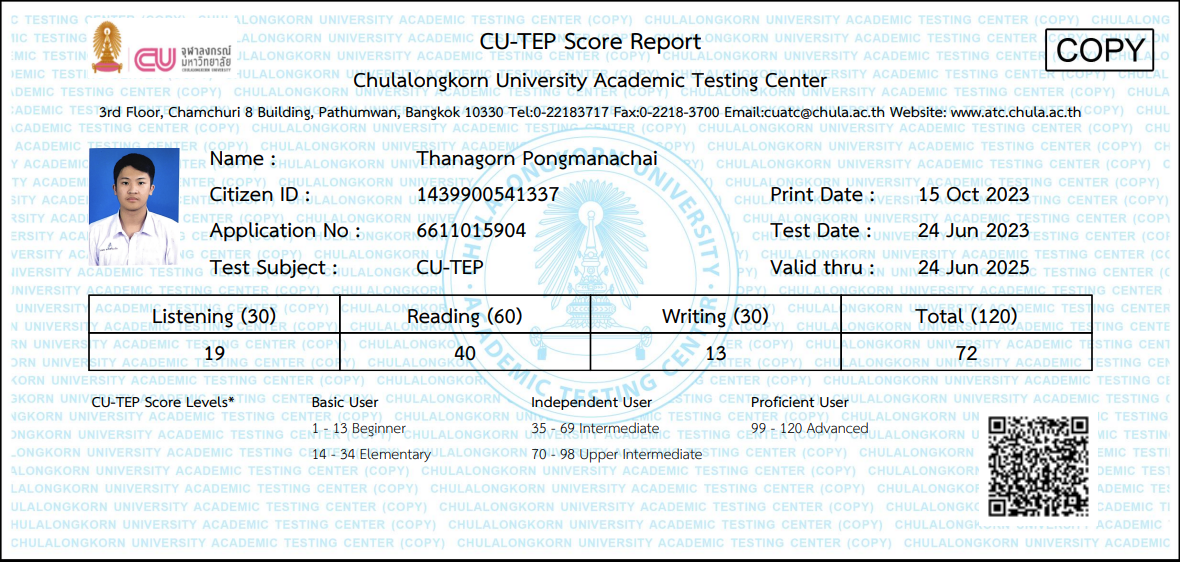 จุฬาลงกรณ์
มหาวิทยาลัย
CHULALONGKORN UNIVERSITY
CU-TEP Score Report
COPY
Chulalongkorn University Academic Testing Center
3rd Floor, Chamchuri 8 Building, Pathumwan, Bangkok 10330 Tel:0-22183717 Fax:0-2218-3700 Email:cuatc@chula.ac.th Website: www.atc.chula.ac.th
Name : Thanagorn Pongmanachai
Citizen ID : 1439900541337 Print Date : 15 Oct 2023
Application No : 6611015904 Test Date : 24 Jun 2023
Test Subject : CU-TEP Valid thru : 24 Jun 2025
Listening (30) Reading (60) Writing (30) Total (120)
19 40 13 72
CU-TEP Score Levels* Basic User Independent User Proficient User
1 - 13 Beginner 35 - 69 Intermediate 99 - 120 Advanced
14 - 34 Elementary 70 - 98 Upper Intermediate
CHULALONGKORN UNIVERSITY
ACADEMIC TESTING CENTER
CHULALONGKORN UNIVERSITY ACADEMIC TESTING CENTER (COPY)